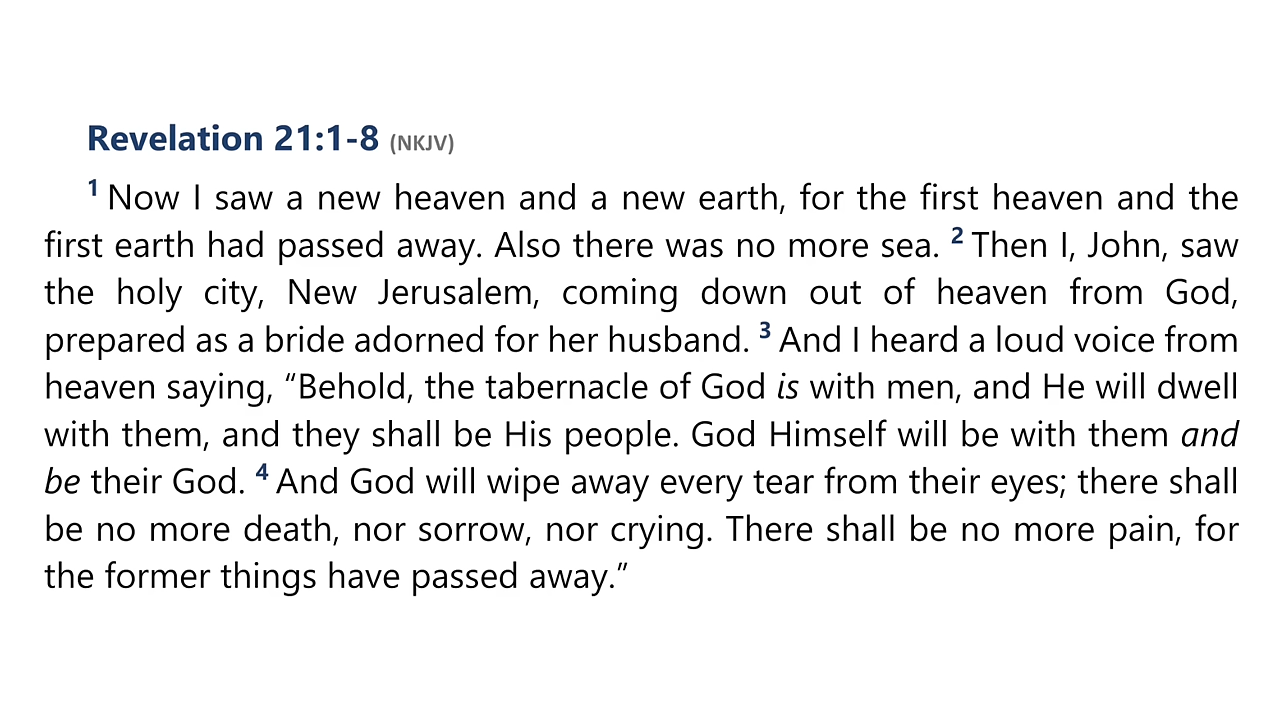 Revelation 21:1-8 (NKJV)
1 Now I saw a new heaven and a new earth, for the first heaven and the
first earth had passed away. Also there was no more sea. 2 Then I, John, saw
the holy city, New Jerusalem, coming down out of heaven from God,
prepared as a bride adorned for her husband. 3 And I heard a loud voice from
heaven saying, “Behold, the tabernacle of God is with men, and He will dwell
with them, and they shall be His people. God Himself will be with them and
be their God. 4 And God will wipe away every tear from their eyes; there shall
be no more death, nor sorrow, nor crying. There shall be no more pain, for
the former things have passed away.”